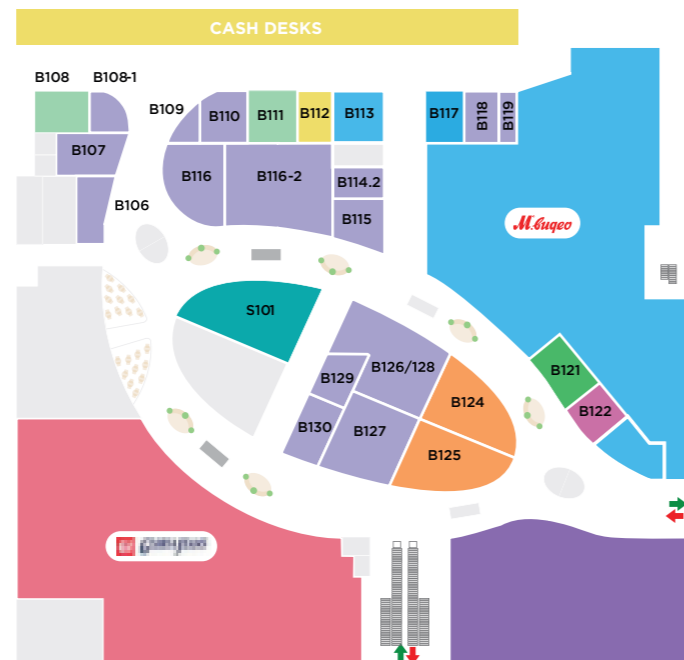 CASH DESKS
B108 B108-1
B109 B110 B111 B112 B113 B117 B118 B119
B107
B116 B116-2 B114.2
B106 B115
М.видео
S101
B126/128
B129 B121
B124 B122
B130 B127
B125